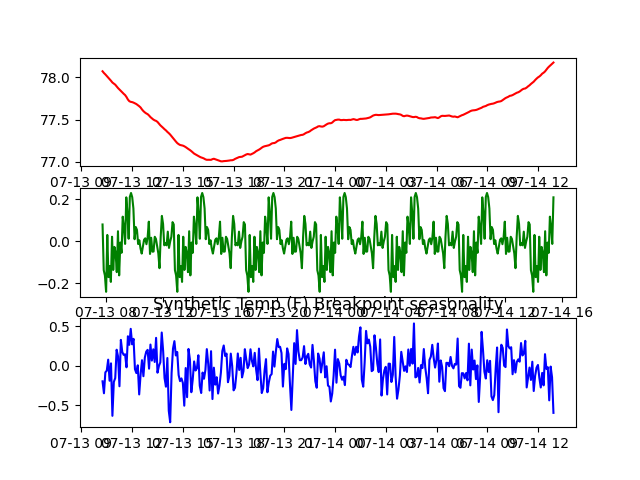 78.0
77.5
77.0
07-13 09 07-13 12 07-13 15 07-13 18 07-13 21 07-14 00 07-14 03 07-14 06 07-14 09 07-14 12
0.2
0.0
−0.2
07-13 08 07-13 12 07-13 16 07-13 20 07-14 00 07-14 04 07-14 08 07-14 12 07-14 16
Synthetic Temp (F) Breakpoint seasonality
0.5
0.0
−0.5
07-13 09 07-13 12 07-13 15 07-13 18 07-13 21 07-14 00 07-14 03 07-14 06 07-14 09 07-14 12